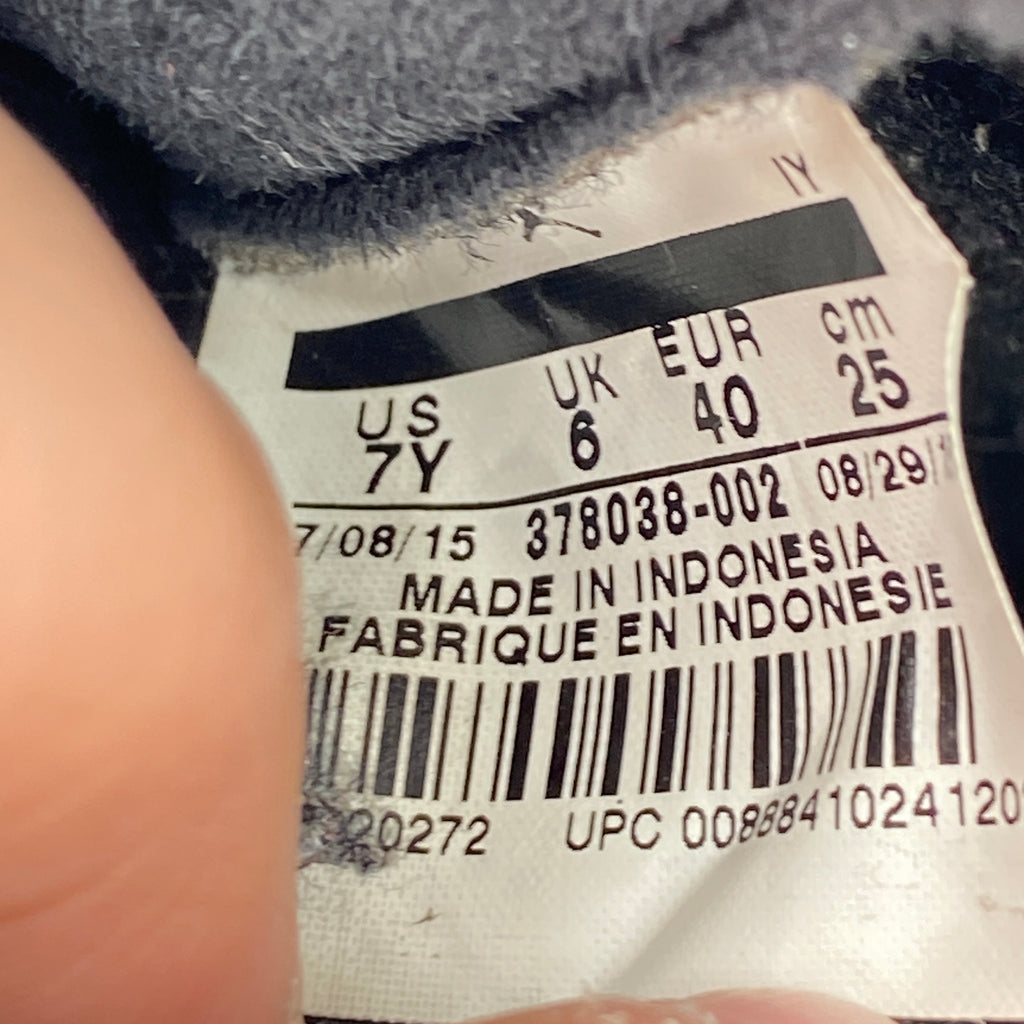 IY
US UK EUR cm
7Y 6 40 25
7/08/15 378038-002 08/29/
MADE IN INDONESIA
FABRIQUE EN INDONESIE
20272 UPC 0088841024120